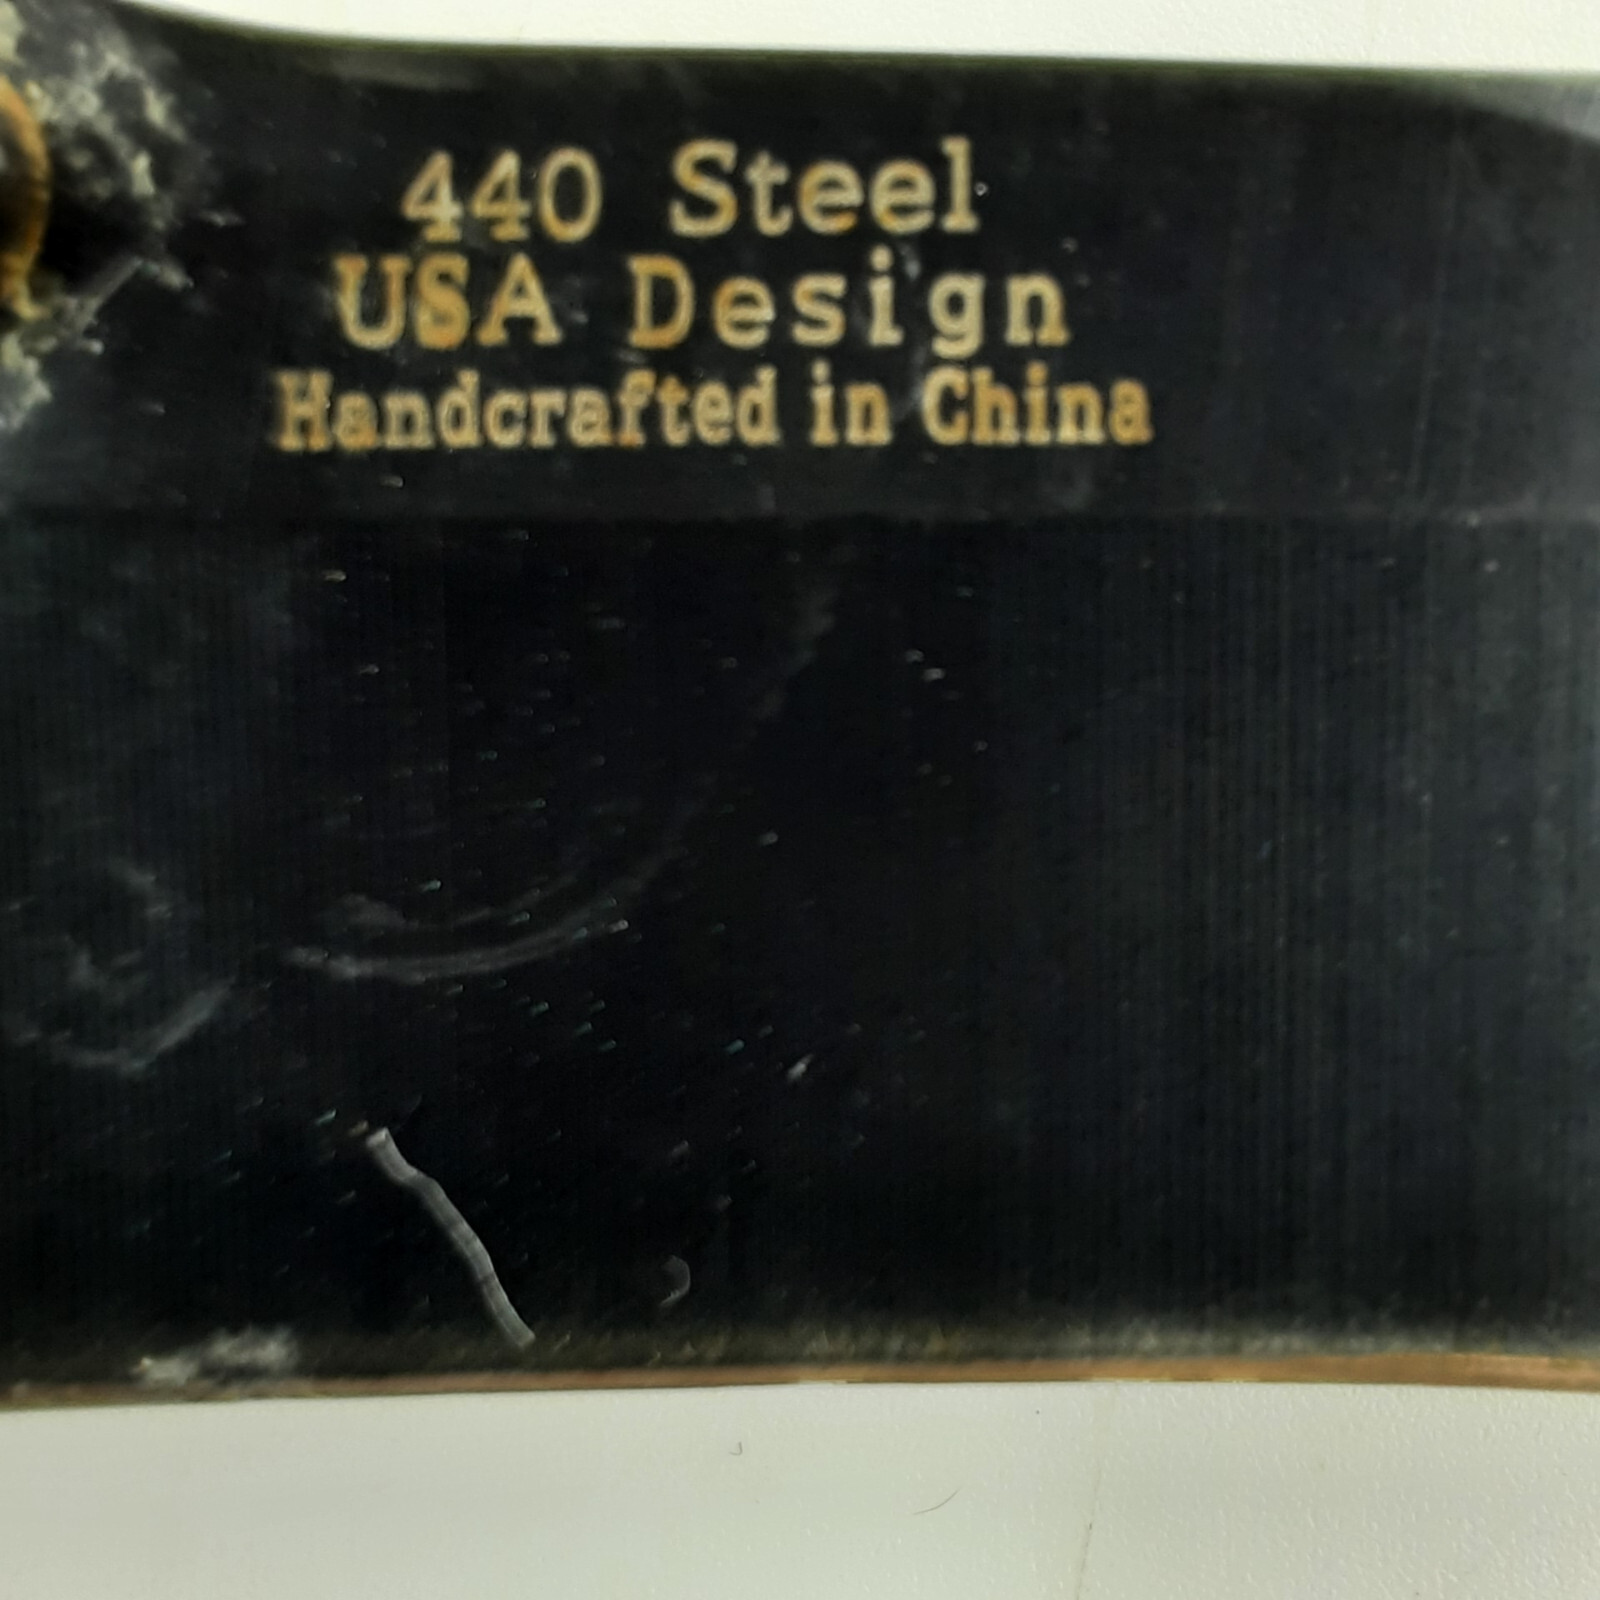 440 Steel
USA Design
Handcrafted in China